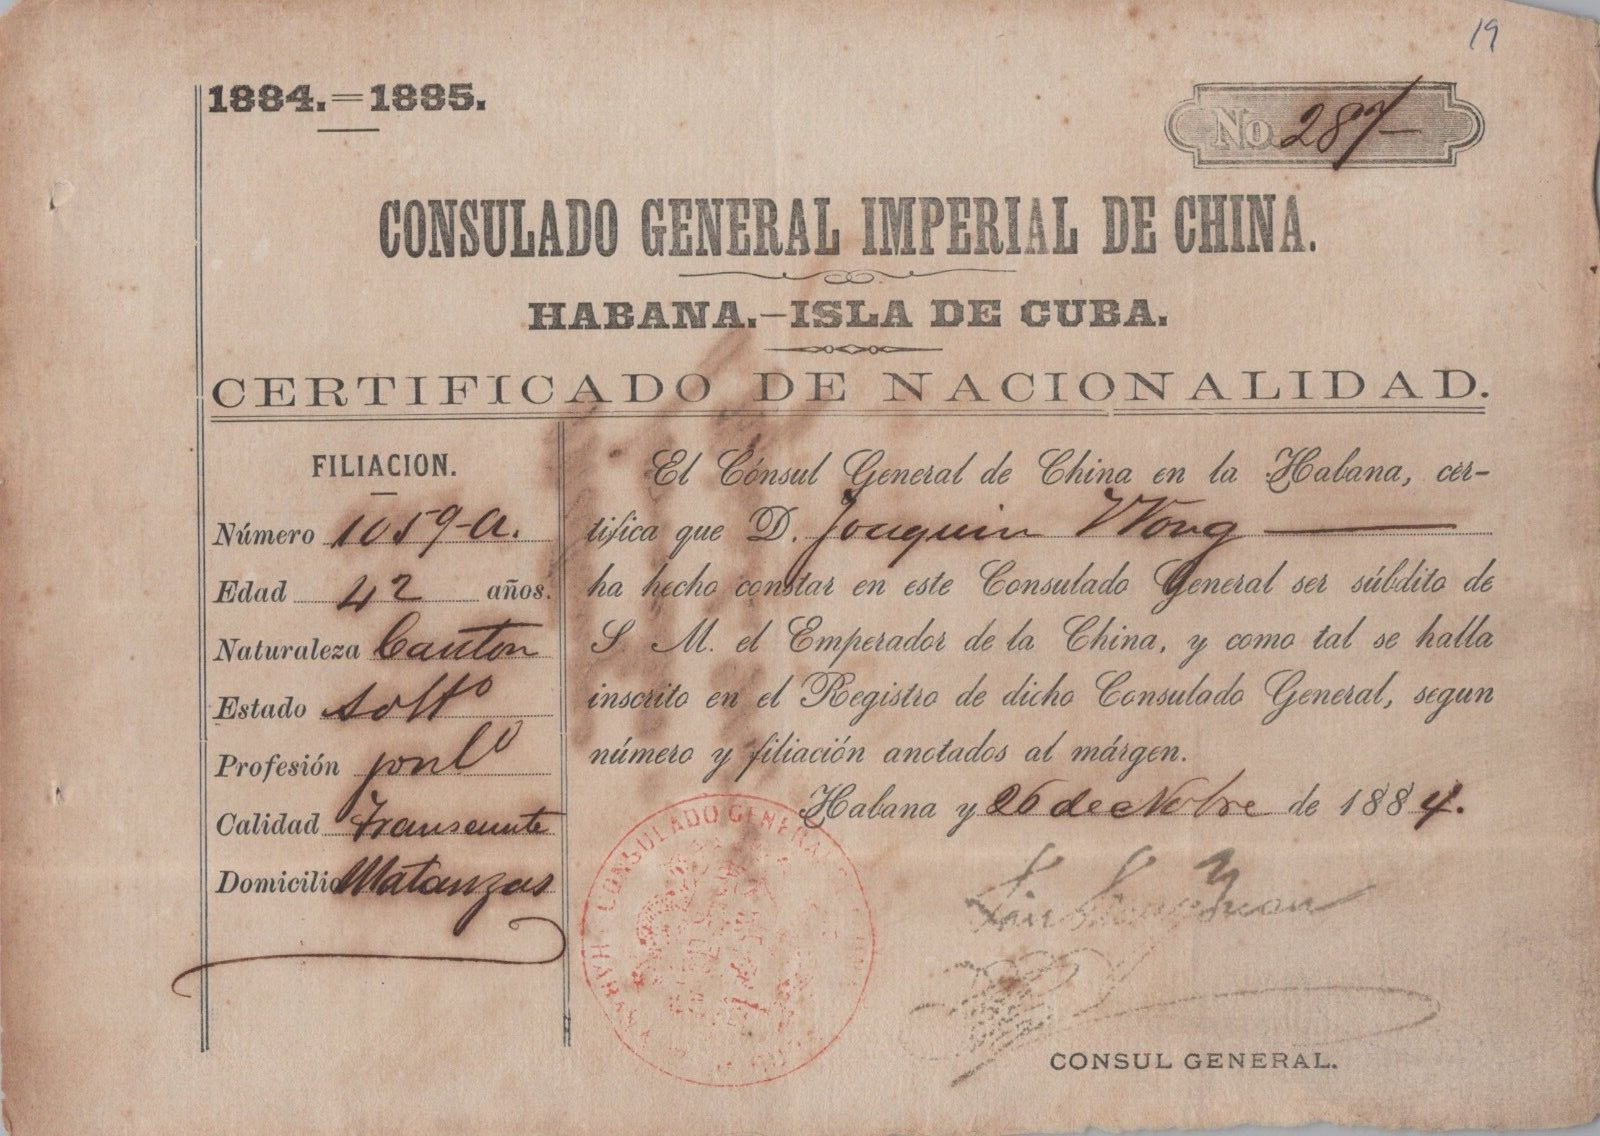 19
1884.=1885.
No. 287
CONSULADO GENERAL IMPERIAL DE CHINA.
HABANA.—ISLA DE CUBA.
CERTIFICADO DE NACIONALIDAD.
FILIACION.
Número 1059-a.
Edad 42 años.
Naturaleza Canton
Estado solto
Profesión
Calidad Transeunte
Domicilio Matanzas
El Cónsul General de China en la Habana, cer-
tifica que D. Joaquin Wong
ha hecho constar en este Consulado General ser súbdito de
S. M. el Emperador de la China, y como tal se halla
inscrito en el Registro de dicho Consulado General, segun
número y filiación anotados al márgen.
Habana y 26 de Nobre de 1884.
CONSULADO GENERAL
HABANA
CONSUL GENERAL.